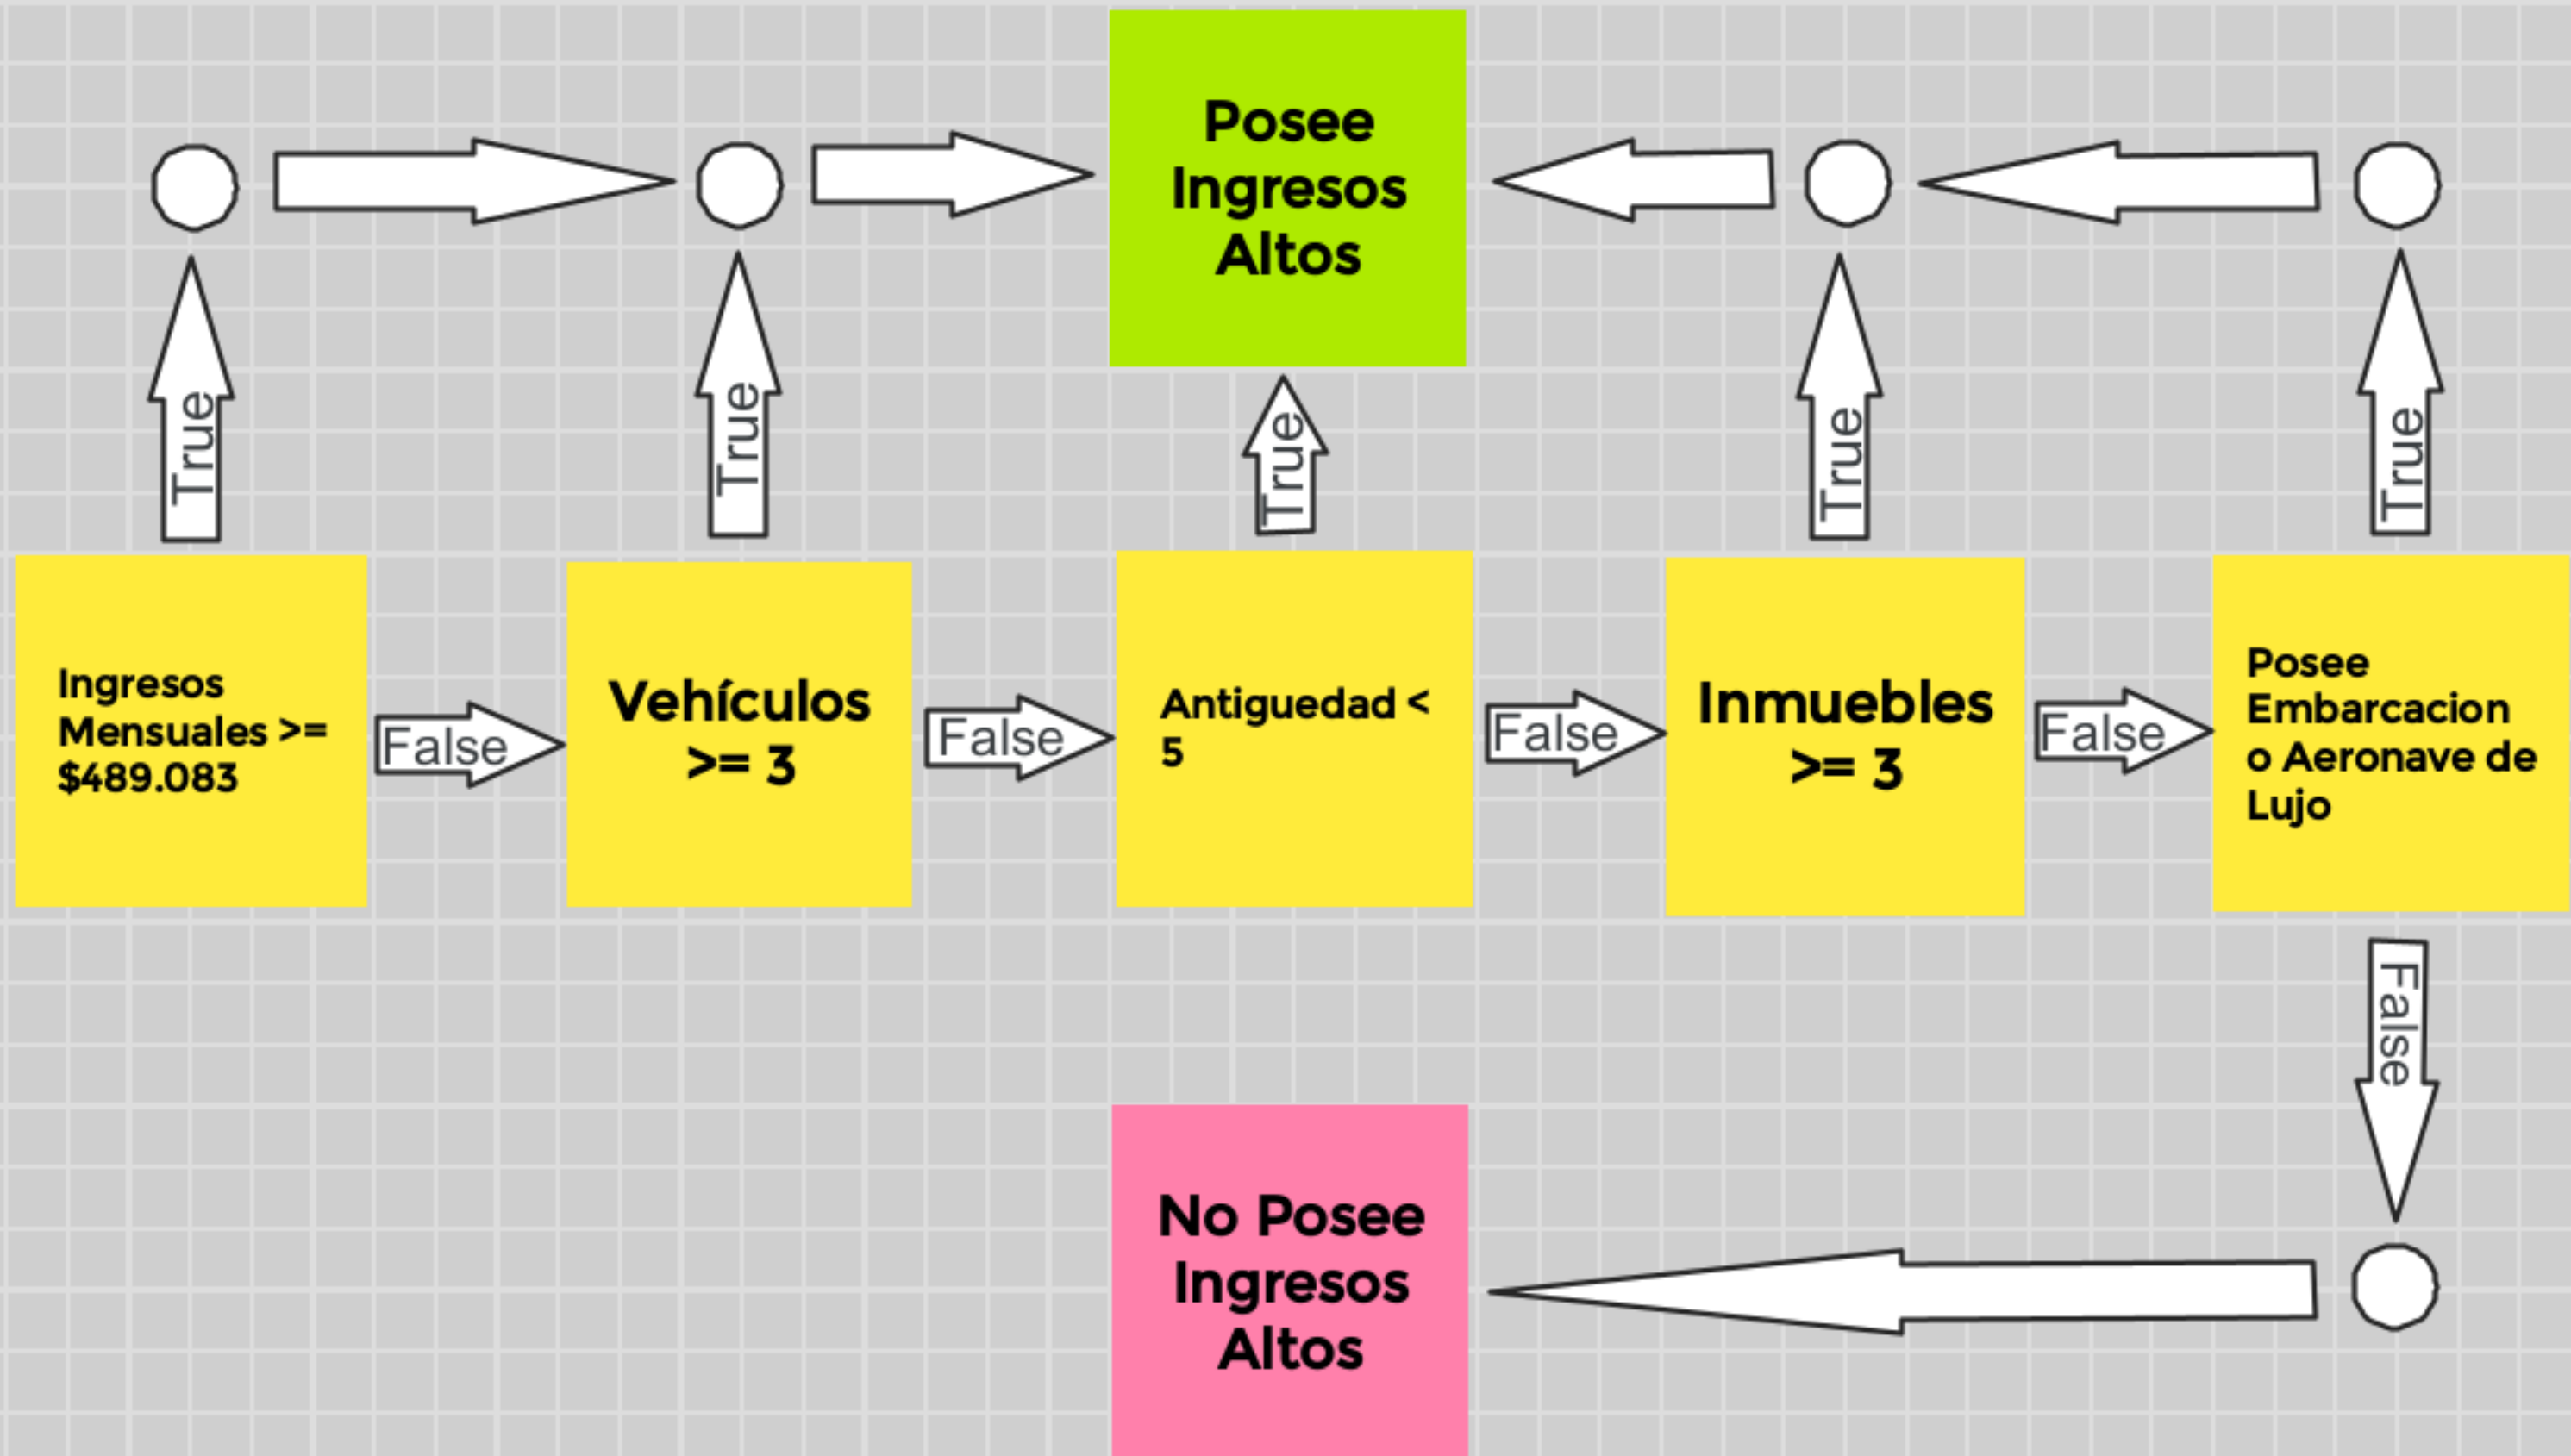 Posee
Ingresos
Altos
True
True
True
True
True
Ingresos
Mensuales >=
$489.083
False
Vehículos
>= 3
False
Antiguedad <
5
False
Inmuebles
>= 3
False
Posee
Embarcacion
o Aeronave de
Lujo
False
No Posee
Ingresos
Altos